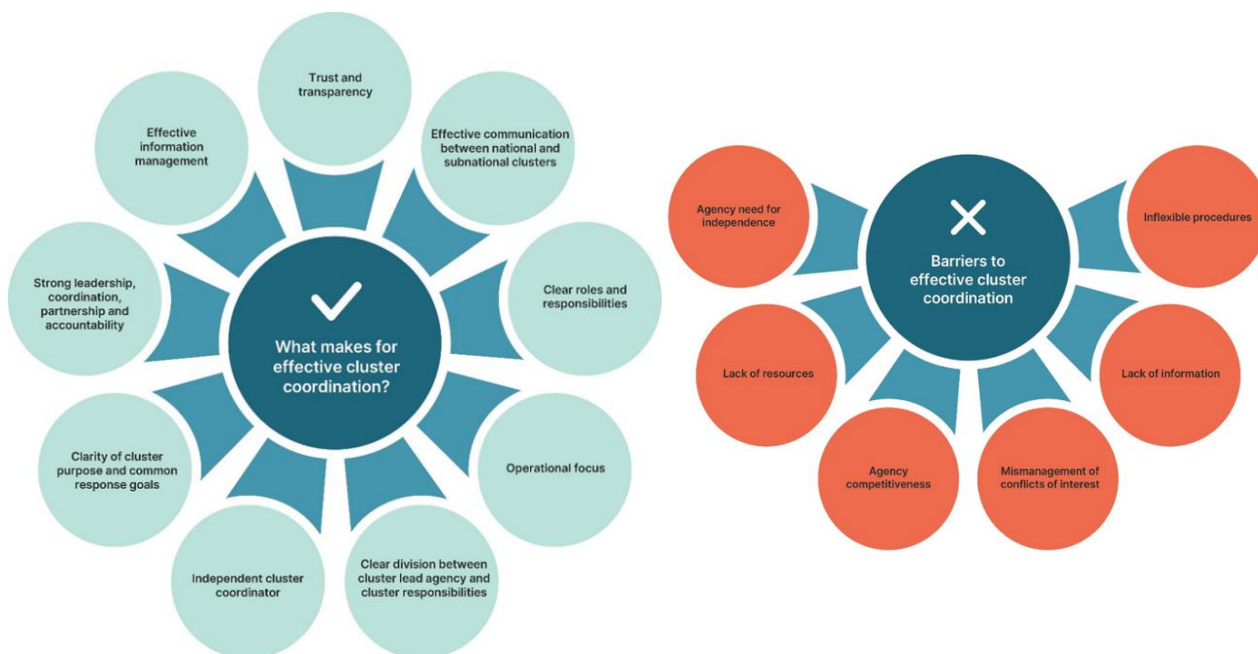 Trust and
transparency
Effective communication
between national and
subnational clusters
Clear roles and
responsibilities
Operational focus
Clear division between
cluster lead agency and
cluster responsibilities
Independent cluster
coordinator
Clarity of cluster
purpose and common
response goals
Strong leadership,
coordination,
partnership and
accountability
Effective
information
management
What makes for
effective cluster
coordination?
Barriers to
effective cluster
coordination
Agency need for
independence
Lack of resources
Agency
competitiveness
Mismanagement of
conflicts of interest
Lack of information
Inflexible procedures